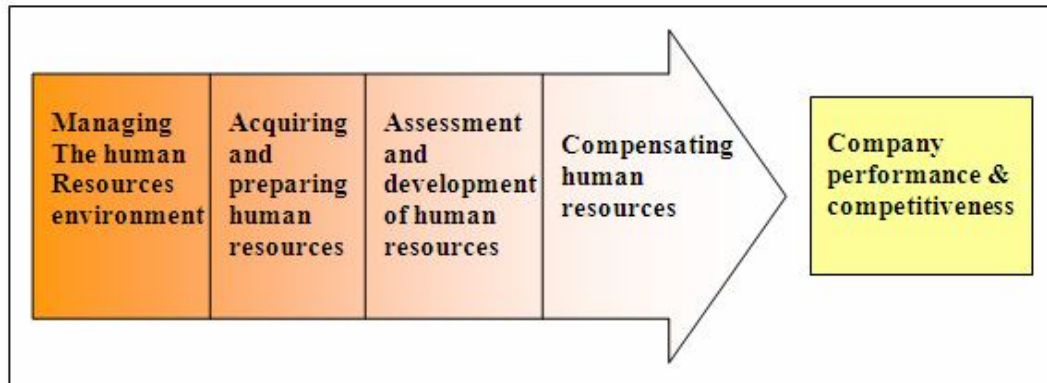 Managing
The human
Resources
environment
Acquiring
and
preparing
human
resources
Assessment
and
development
of human
resources
Compensating
human
resources
Company
performance &
competitiveness